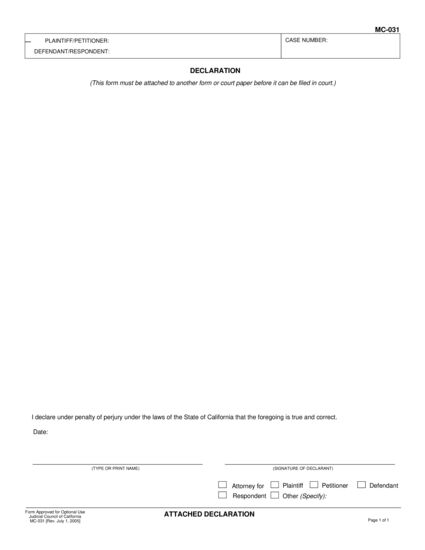 MC-031
PLAINTIFF/PETITIONER:
CASE NUMBER:
DEFENDANT/RESPONDENT:
DECLARATION
(This form must be attached to another form or court paper before it can be filed in court.)
I declare under penalty of perjury under the laws of the State of California that the foregoing is true and correct.
Date:
(TYPE OR PRINT NAME)
(SIGNATURE OF DECLARANT)
Attorney for Plaintiff Petitioner Defendant
Respondent Other (Specify):
Form Approved for Optional Use
Judicial Council of California
MC-031 [Rev. July 1, 2005]
ATTACHED DECLARATION
Page 1 of 1